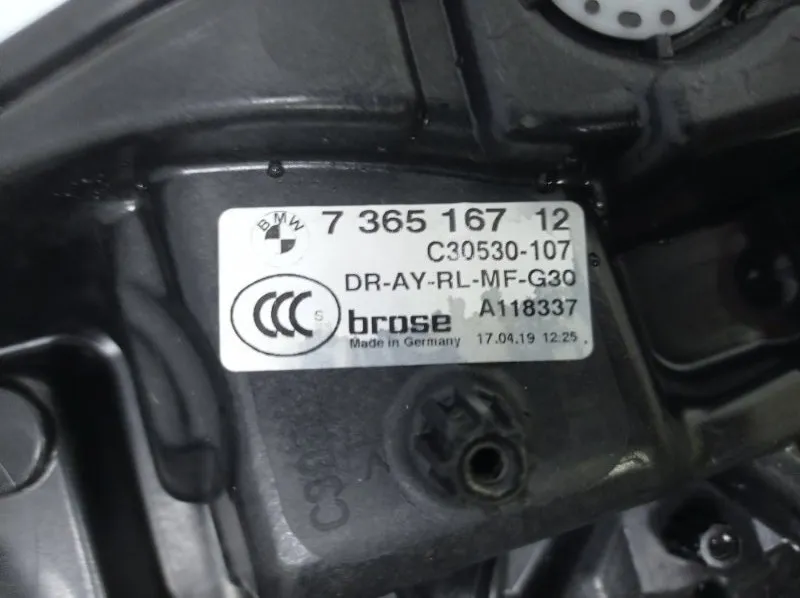 BMW 7 365 167 12
C30530-107
DR-AY-RL-MF-G30
CCC S brose A118337
Made in Germany 17.04.19 12:25